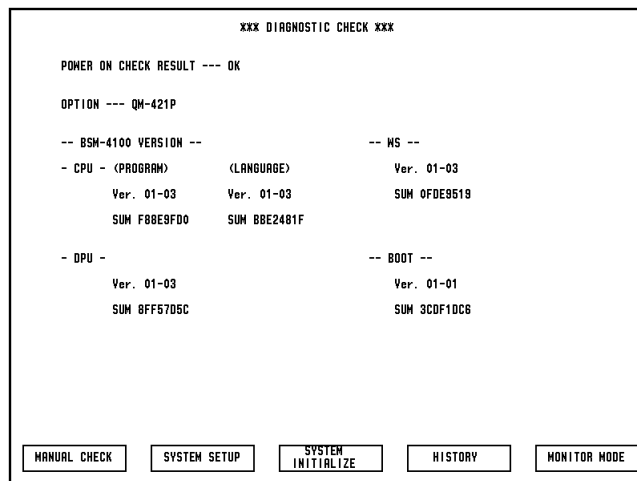 *** DIAGNOSTIC CHECK ***
POWER ON CHECK RESULT --- OK
OPTION --- QM-421P
-- BSM-4100 VERSION --
-- WS --
- CPU - (PROGRAM) (LANGUAGE)
Ver. 01-03
Ver. 01-03 Ver. 01-03
SUM 0FDE9519
SUM F88E9FD0 SUM BBE2481F
- DPU -
-- BOOT --
Ver. 01-03
Ver. 01-01
SUM 8FF57D5C
SUM 3CDF1DC6
MANUAL CHECK
SYSTEM SETUP
SYSTEM
INITIALIZE
HISTORY
MONITOR MODE